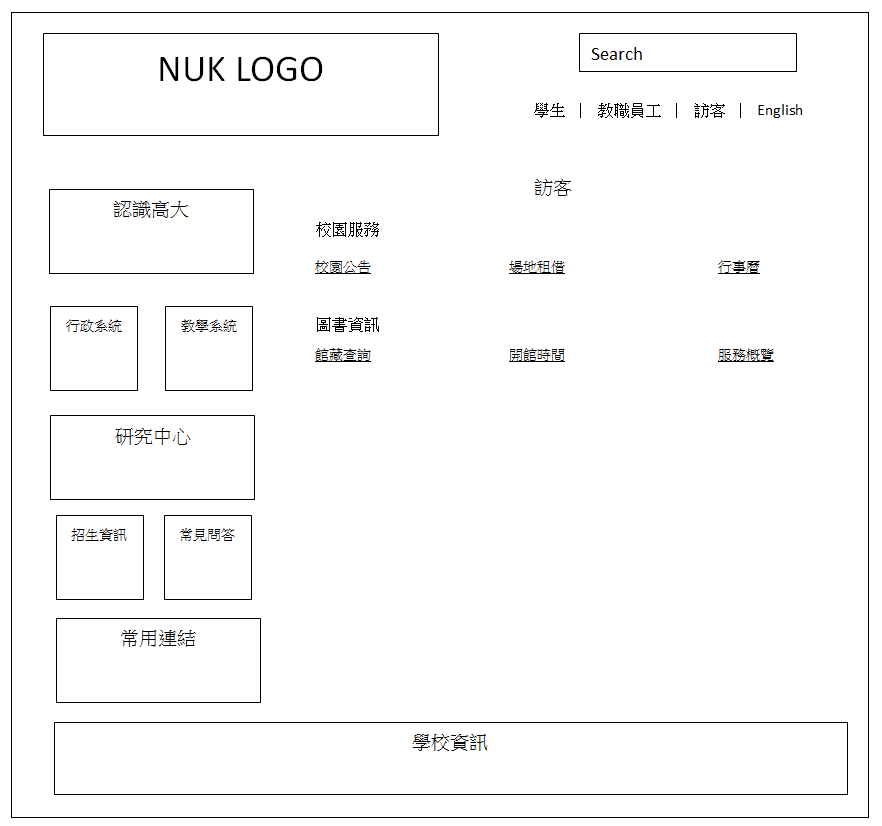 NUK LOGO
Search
學生 | 教職員工 | 訪客 | English
認識高大
行政系統 教學系統
研究中心
招生資訊 常見問答
常用連結
訪客
校園服務
校園公告 場地租借 行事曆
圖書資訊
館藏查詢 開館時間 服務概覽
學校資訊